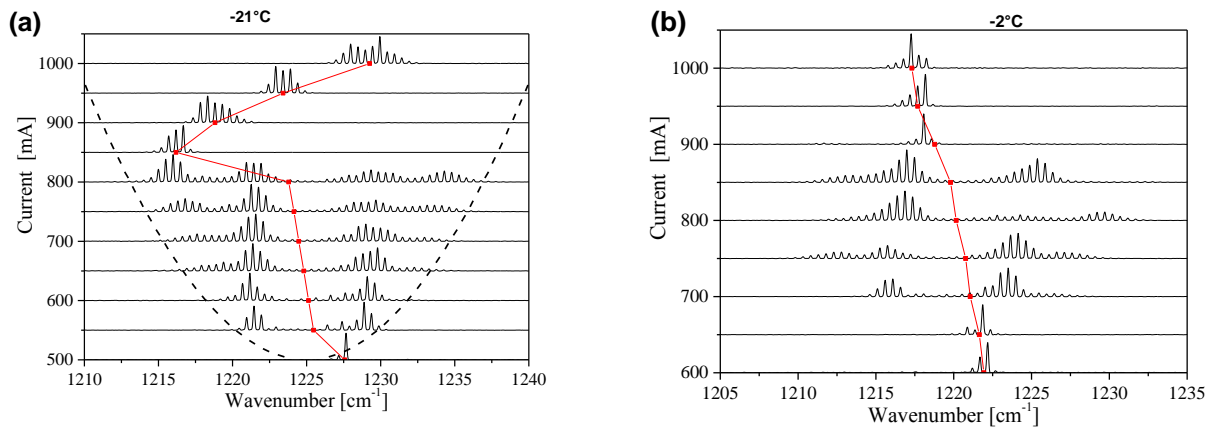 (a)
-21°C
Current [mA]
1000
900
800
700
600
500
1210 1215 1220 1225 1230 1235 1240
Wavenumber [cm-1]
(b)
-2°C
Current [mA]
1000
900
800
700
600
1205 1210 1215 1220 1225 1230 1235
Wavenumber [cm-1]